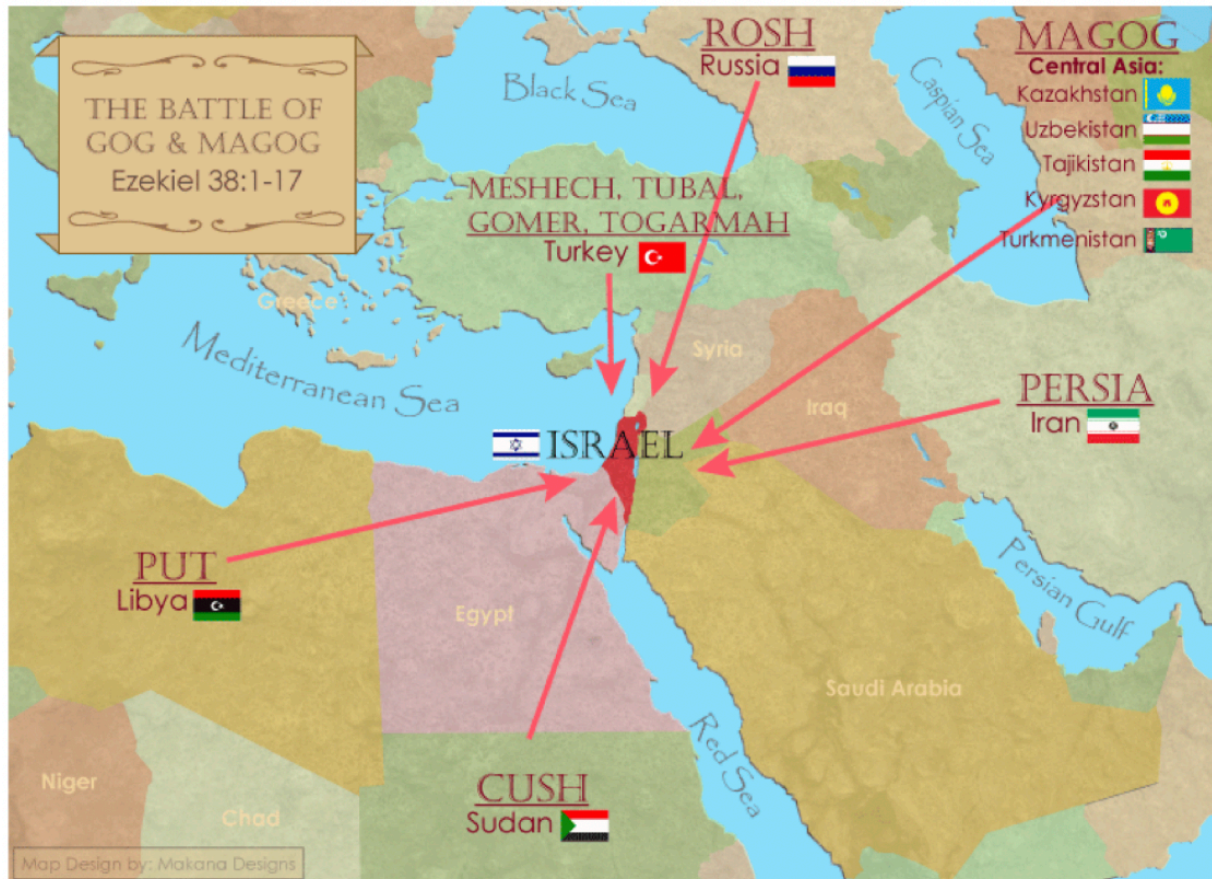 THE BATTLE OF
GOG & MAGOG
Ezekiel 38:1-17
Black Sea
ROSH
Russia
Caspian Sea
MAGOG
Central Asia:
Kazakhstan
Uzbekistan
Tajikistan
Kyrgyzstan
Turkmenistan
MESHECH, TUBAL,
GOMER, TOGARMAH
Turkey
Greece
Mediterranean Sea
Syria
Iraq
PERSIA
Iran
ISRAEL
PUT
Libya
Egypt
Persian Gulf
Saudi Arabia
Red Sea
Niger
Chad
CUSH
Sudan
Map Design by: Makana Designs